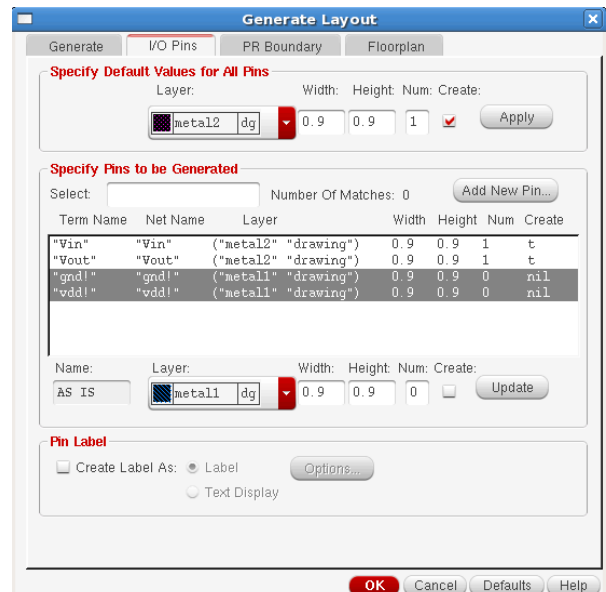 Generate Layout
Generate I/O Pins PR Boundary Floorplan
Specify Default Values for All Pins
Layer: Width: Height: Num: Create:
metal2 dg 0.9 0.9 1 Apply
Specify Pins to be Generated
Select: Number Of Matches: 0 Add New Pin...
Term Name Net Name Layer Width Height Num Create
"Vin" "Vin" ("metal2" "drawing") 0.9 0.9 1 t
"Vout" "Vout" ("metal2" "drawing") 0.9 0.9 1 t
"gnd!" "gnd!" ("metal1" "drawing") 0.9 0.9 0 nil
"vdd!" "vdd!" ("metal1" "drawing") 0.9 0.9 0 nil
Name: Layer: Width: Height: Num: Create:
AS IS metal1 dg 0.9 0.9 0 Update
Pin Label
Create Label As: Label Options...
Text Display
OK Cancel Defaults Help